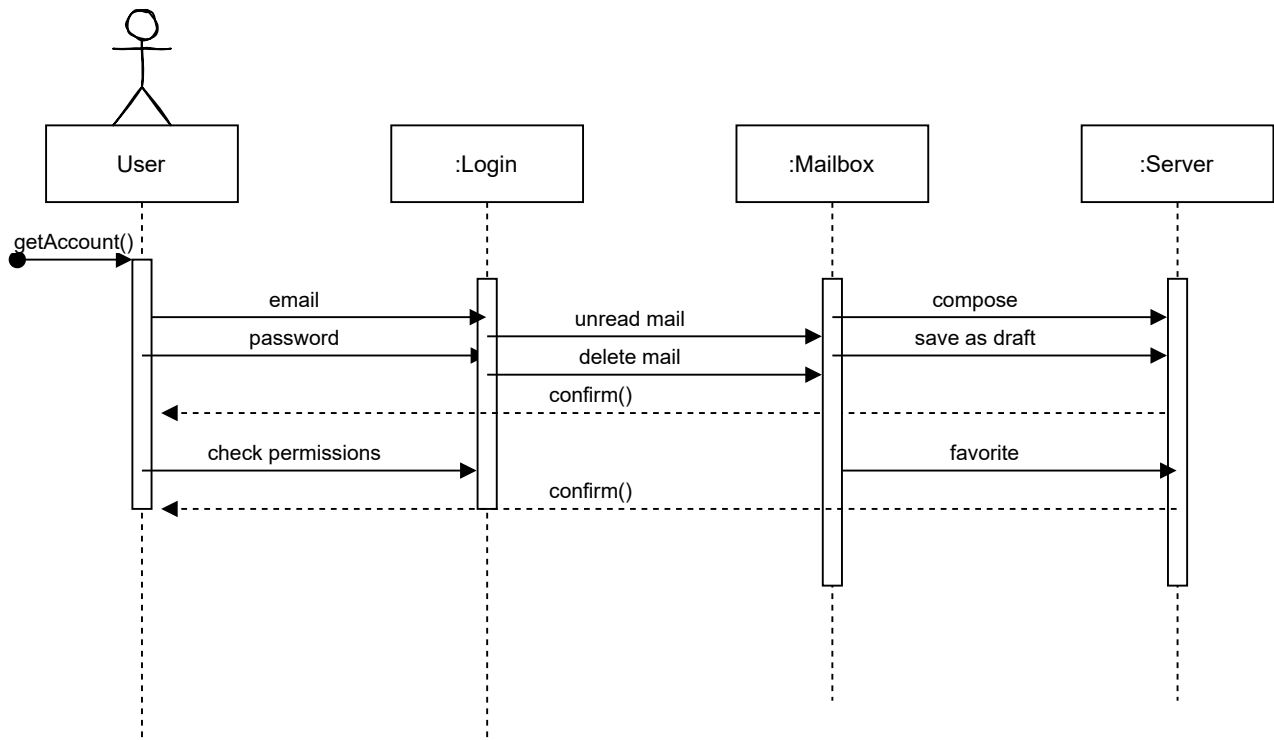 User
:Login
:Mailbox
:Server
getAccount()
email
compose
unread mail
password
save as draft
delete mail
confirm()
check permissions
favorite
confirm()